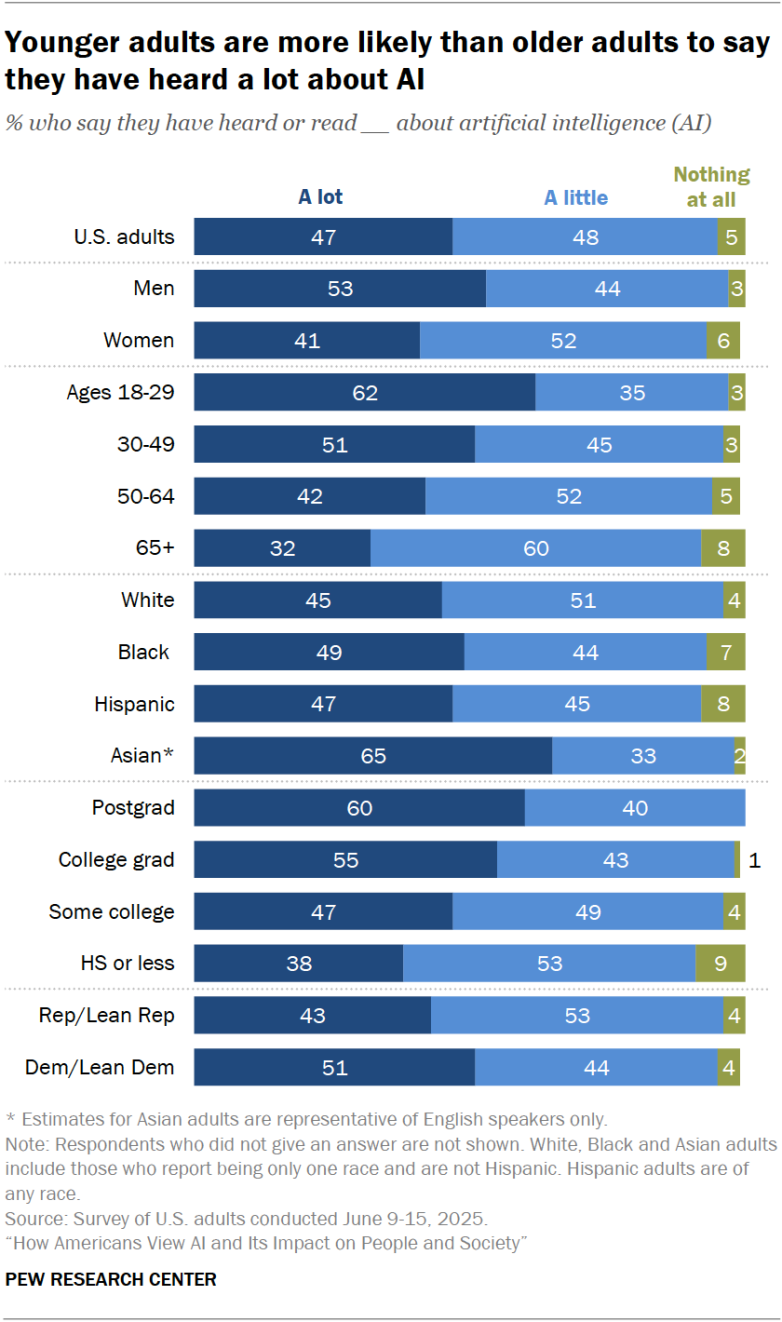 Younger adults are more likely than older adults to say
they have heard a lot about AI
% who say they have heard or read __ about artificial intelligence (AI)
A lot A little Nothing at all
U.S. adults 47 48 5
Men 53 44 3
Women 41 52 6
Ages 18-29 62 35 3
30-49 51 45 3
50-64 42 52 5
65+ 32 60 8
White 45 51 4
Black 49 44 7
Hispanic 47 45 8
Asian* 65 33 2
Postgrad 60 40
College grad 55 43 1
Some college 47 49 4
HS or less 38 53 9
Rep/Lean Rep 43 53 4
Dem/Lean Dem 51 44 4
* Estimates for Asian adults are representative of English speakers only.
Note: Respondents who did not give an answer are not shown. White, Black and Asian adults
include those who report being only one race and are not Hispanic. Hispanic adults are of
any race.
Source: Survey of U.S. adults conducted June 9-15, 2025.
“How Americans View AI and Its Impact on People and Society”
PEW RESEARCH CENTER